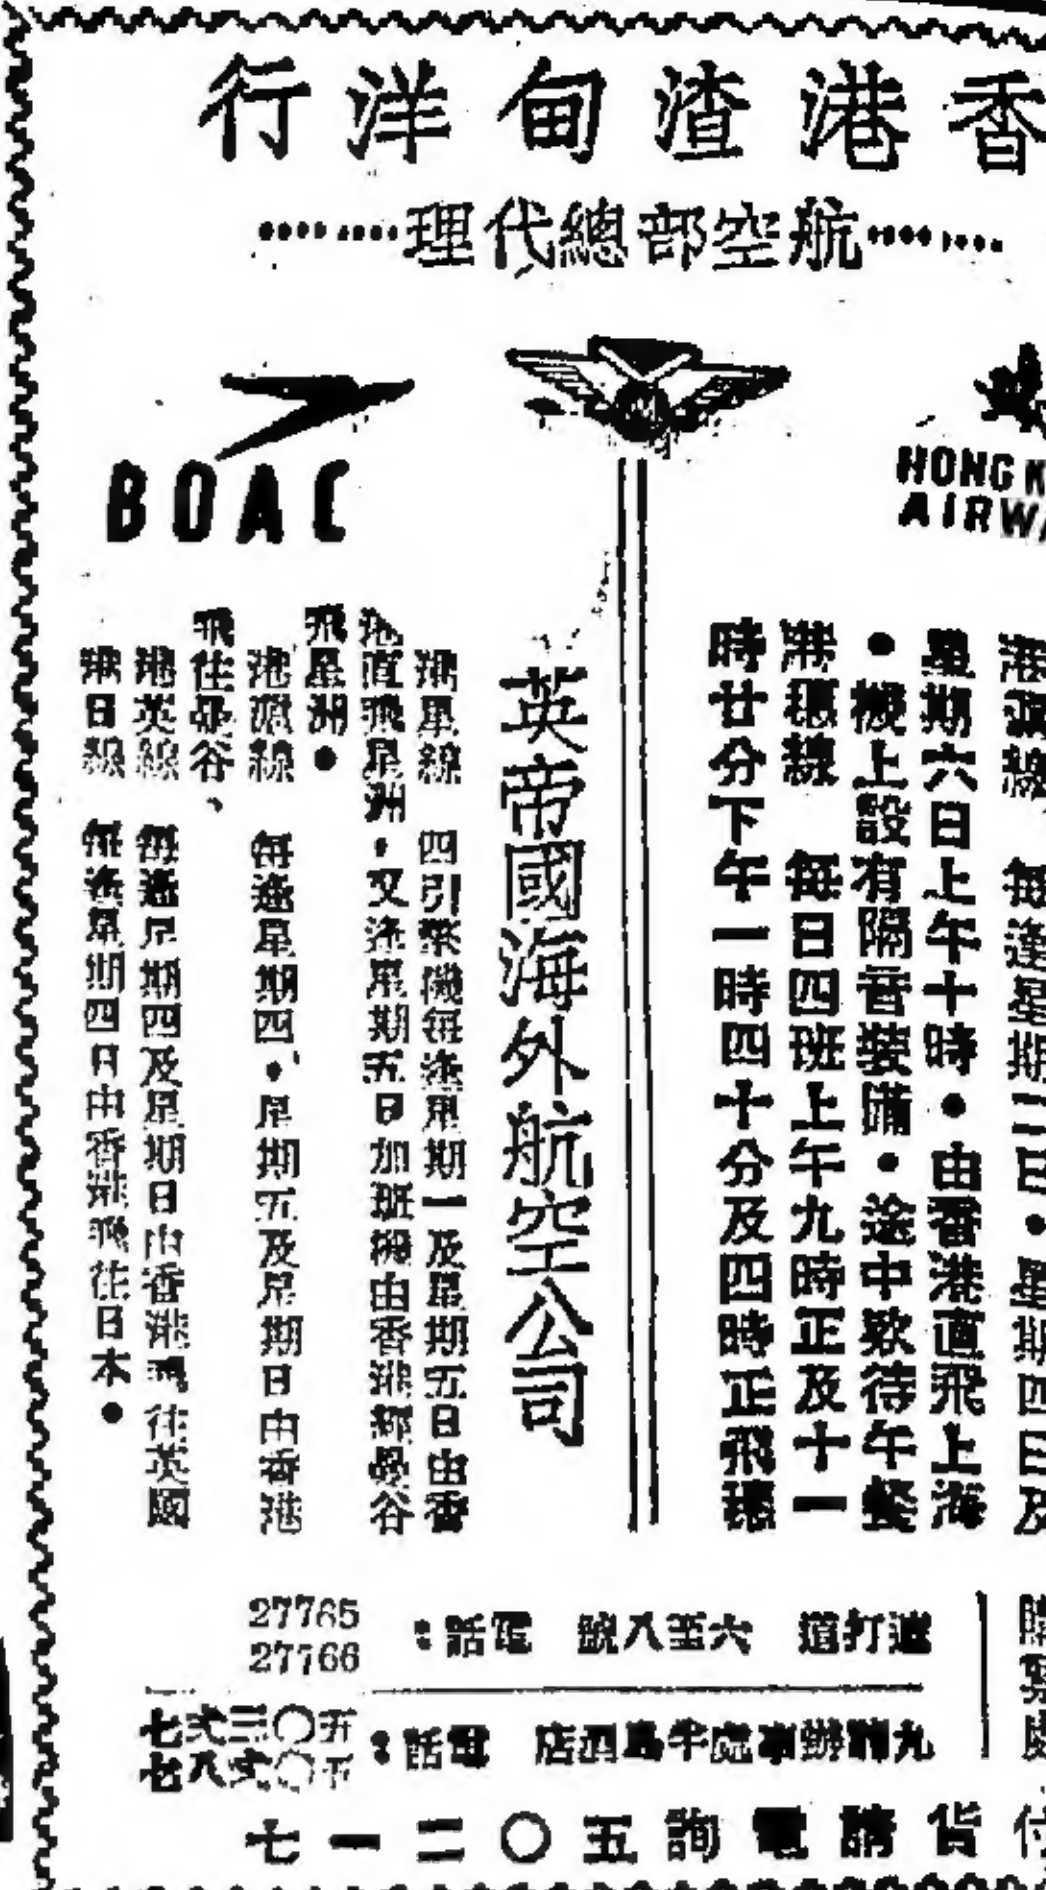 香港渣甸洋行
航空部總代理
HONG K
AIRWA
港滬線 每逢星期二日・星期四日及
星期六日上午十時・由香港直飛上海
・機上設有隔音裝備・途中欵待午餐
港穗線 每日四班上午九時正及十一
時廿分下午一時四十分及四時正飛穗
BOAC
英帝國海外航空公司
港星線 四引擎機每逢星期一及星期五日由香
港直飛星洲・又逢星期五日加班機由香港經曼谷
飛星洲・
港緬線 每逢星期四・星期五及星期日由香港
飛往曼谷、
港英線 每逢星期四及星期日由香港飛往英國
港日線 每逢星期四日由香港飛往日本・
購票處
遮打道 六至八號 電話：27765
27766
九龍辦事處半島酒店 電話：五〇三弍七
五〇弍八七
付貨請電詢五〇二一七